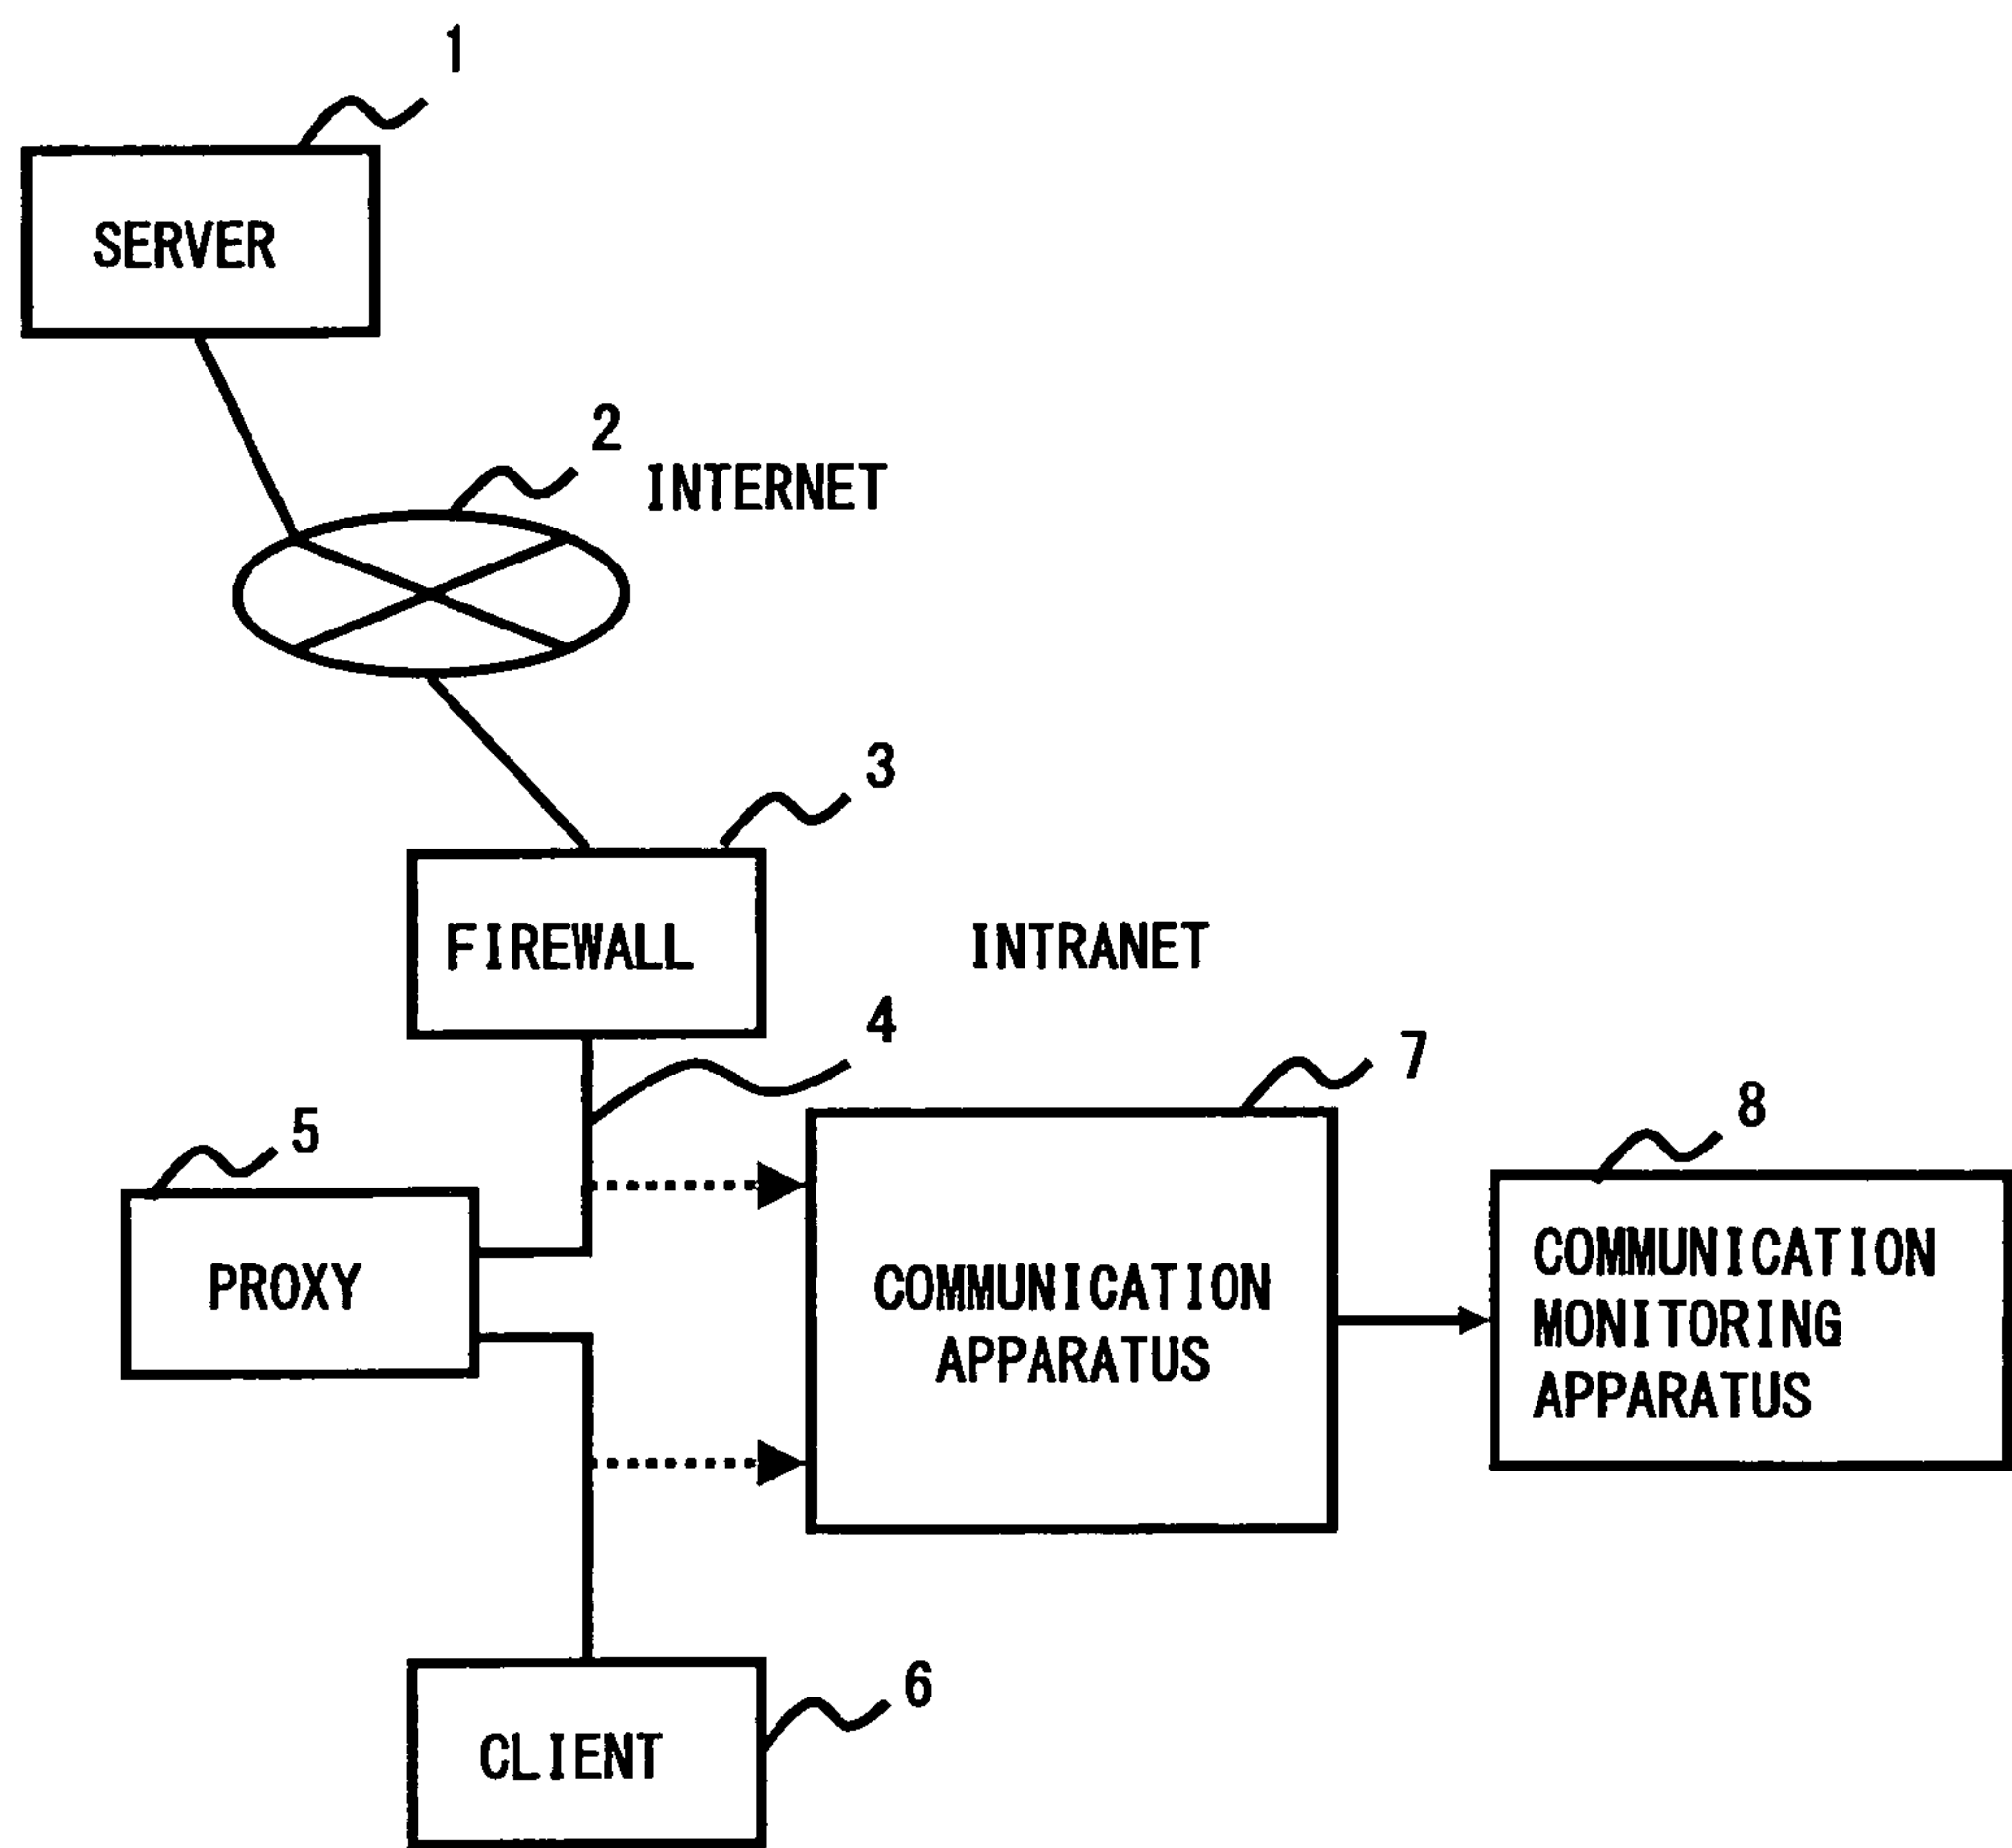 1
SERVER
2
INTERNET
3
FIREWALL
INTRANET
4
7
8
5
PROXY
COMMUNICATION
APPARATUS
COMMUNICATION
MONITORING
APPARATUS
6
CLIENT